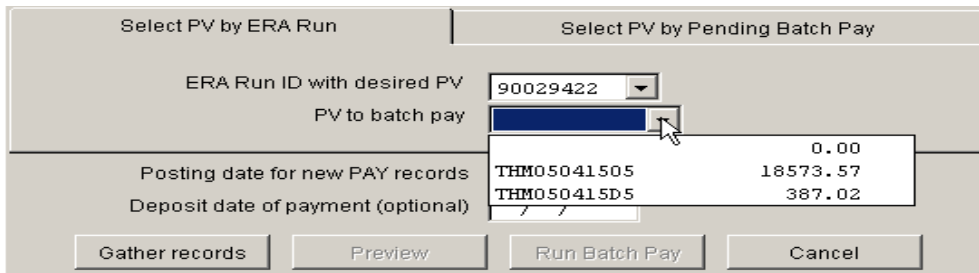 Select PV by ERA Run    Select PV by Pending Batch Pay
ERA Run ID with desired PV    90029422
PV to batch pay
0.00
Posting date for new PAY records    THM05041505    18573.57
THM050415D5    387.02
Deposit date of payment (optional)    / /
Gather records    Preview    Run Batch Pay    Cancel